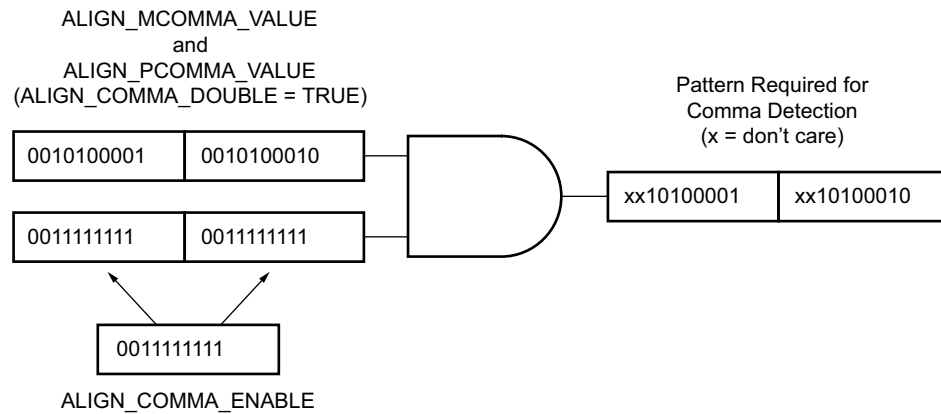 ALIGN_MCOMMA_VALUE
and
ALIGN_PCOMMA_VALUE
(ALIGN_COMMA_DOUBLE = TRUE)
Pattern Required for
Comma Detection
(x = don’t care)
0010100001 0010100010
xx10100001 xx10100010
0011111111 0011111111
0011111111
ALIGN_COMMA_ENABLE